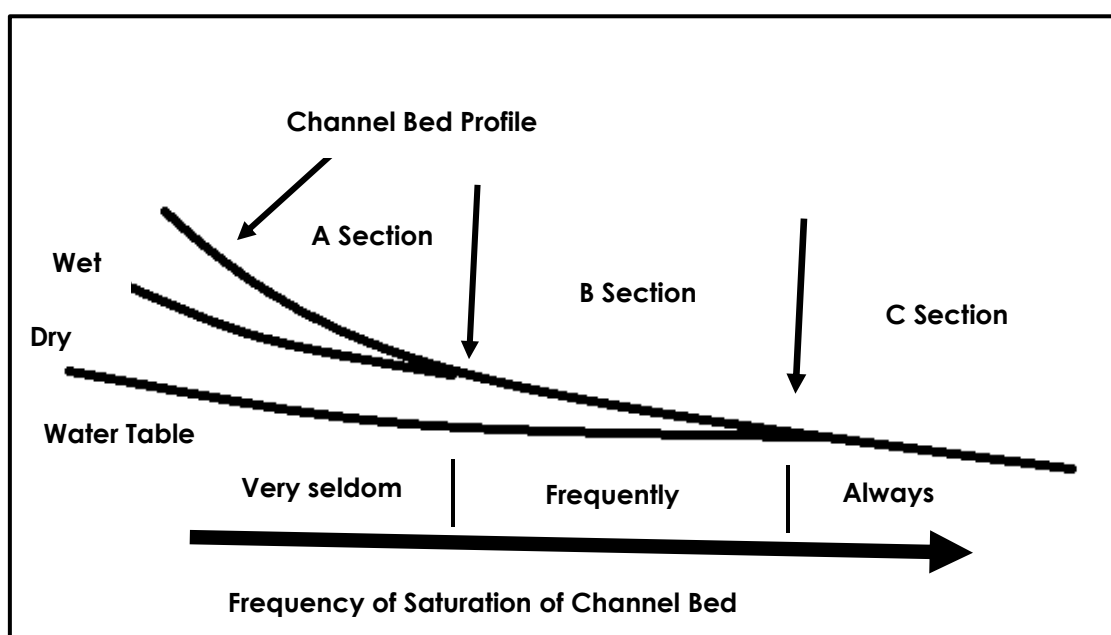 Channel Bed Profile
A Section
Wet
B Section
C Section
Dry
Water Table
Very seldom
Frequently
Always
Frequency of Saturation of Channel Bed